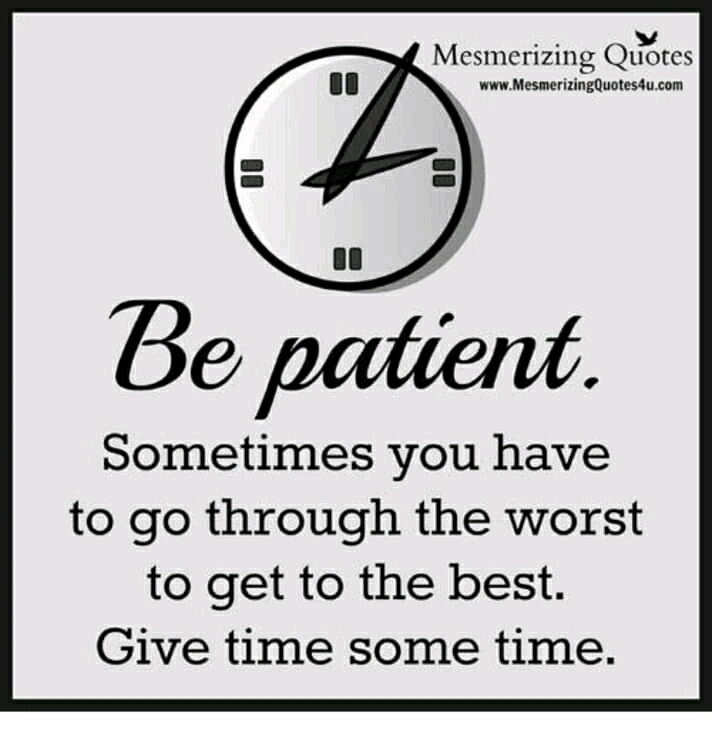 Mesmerizing Quotes
www.MesmerizingQuotes4u.com
Be patient.
Sometimes you have
to go through the worst
to get to the best.
Give time some time.